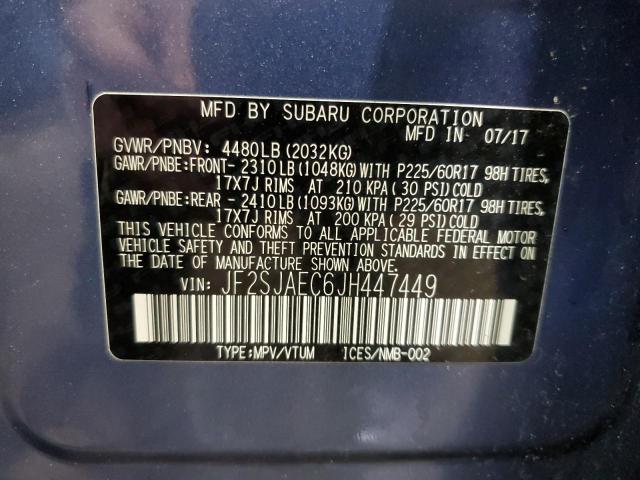 MFD BY SUBARU CORPORATION
MFD IN 07/17
GVWR/PNBV: 4480LB (2032KG)
GAWR/PNBE:FRONT- 2310LB (1048KG) WITH P225/60R17 98H TIRES,
17X7J RIMS AT 210 KPA (30 PSI) COLD
GAWR/PNBE:REAR - 2410LB (1093KG) WITH P225/60R17 98H TIRES,
17X7J RIMS AT 200 KPA (29 PSI) COLD
THIS VEHICLE CONFORMS TO ALL APPLICABLE FEDERAL MOTOR
VEHICLE SAFETY AND THEFT PREVENTION STANDARDS IN EFFECT ON
THE DATE OF MANUFACTURE SHOWN ABOVE.
VIN: JF2SJAEC6JH447449
TYPE:MPV/VTUM ICES/NMB-002